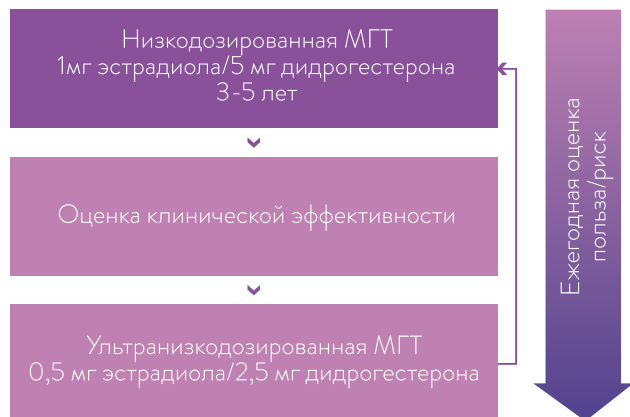 Низкодозированная МГТ
1мг эстрадиола/5 мг дидрогестерона
3-5 лет
Оценка клинической эффективности
Ультранизкодозированная МГТ
0,5 мг эстрадиола/2,5 мг дидрогестерона
Ежегодная оценка
польза/риск